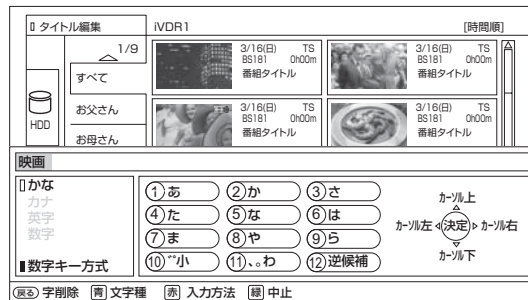 タイトル編集 iVDR1 [時間順]
1/9
すべて
お父さん
お母さん
HDD
3/16(日) TS
BS181 0h00m
番組タイトル
3/16(日) TS
BS181 0h00m
番組タイトル
3/16(日) TS
BS181 0h00m
番組タイトル
3/16(日) TS
BS181 0h00m
番組タイトル
映画
かな
カナ
英字
数字
■数字キー方式
①あ ②か ③さ
④た ⑤な ⑥は
⑦ま ⑧や ⑨ら
⑩゛゜小 ⑪、。わ ⑫逆候補
カーソル上
カーソル左 決定 カーソル右
カーソル下
戻る 字削除 青 文字種 赤 入力方法 緑 中止